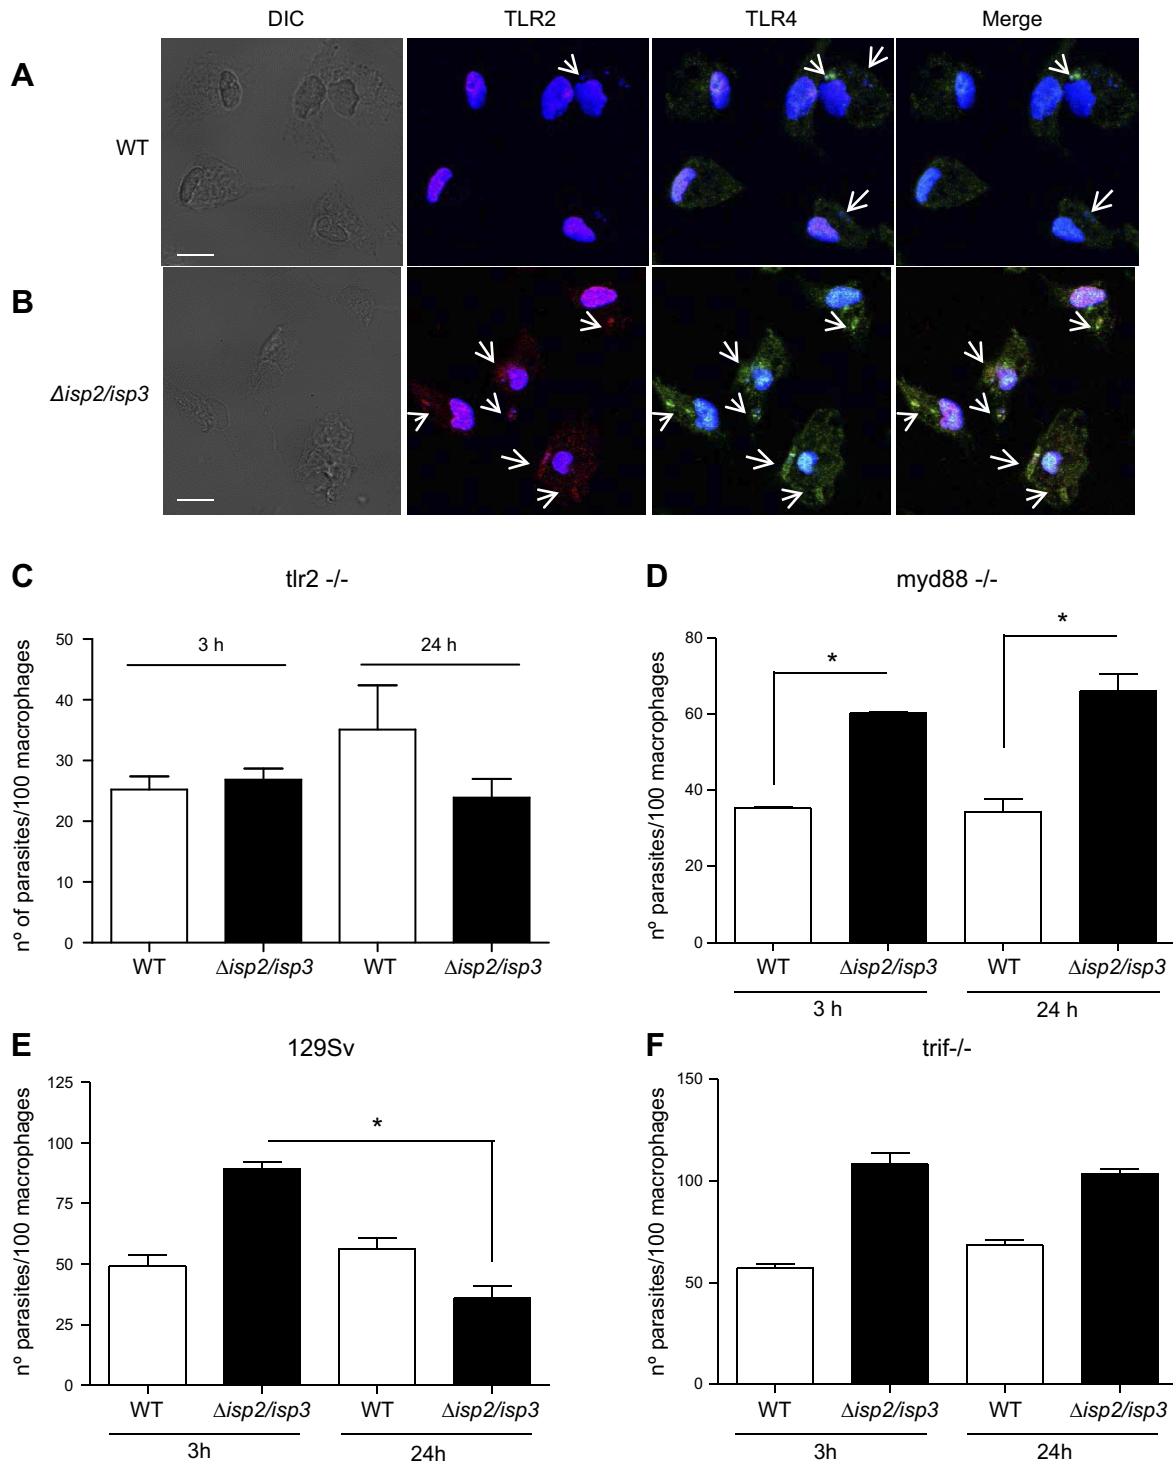 DIC TLR2 TLR4 Merge
A
WT
B
Δisp2/isp3
C
tlr2 -/-
nº of parasites/100 macrophages
50
40
30
20
10
0
3 h 24 h
WT Δisp2/isp3 WT Δisp2/isp3
D
myd88 -/-
nº parasites/100 macrophages
80
60
40
20
0
* *
WT Δisp2/isp3 WT Δisp2/isp3
3 h 24 h
E
129Sv
nº parasites/100 macrophages
125
100
75
50
25
0
*
WT Δisp2/isp3 WT Δisp2/isp3
3h 24h
F
trif-/-
nº parasites/100 macrophages
150
100
50
0
WT Δisp2/isp3 WT Δisp2/isp3
3h 24h